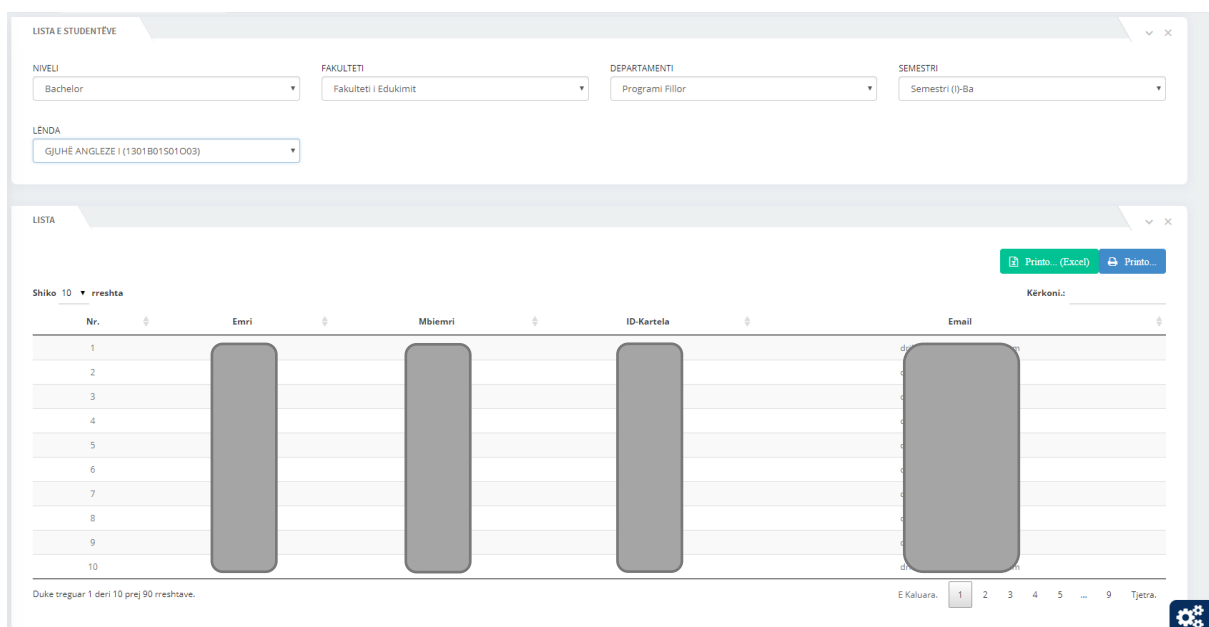 LISTA E STUDENTËVE
NIVELI FAKULTETI DEPARTAMENTI SEMESTRI
Bachelor Fakulteti i Edukimit Programi Fillor Semestri (I)-Ba
LËNDA
GJUHË ANGLEZE I (1301B01S01O03)
LISTA
Printo... (Excel) Printo...
Shiko 10 rreshta Kërkoni.:
Nr. Emri Mbiemri ID-Kartela Email
1
2
3
4
5
6
7
8
9
10
Duke treguar 1 deri 10 prej 90 rreshtave. E Kaluara. 1 2 3 4 5 ... 9 Tjetra.